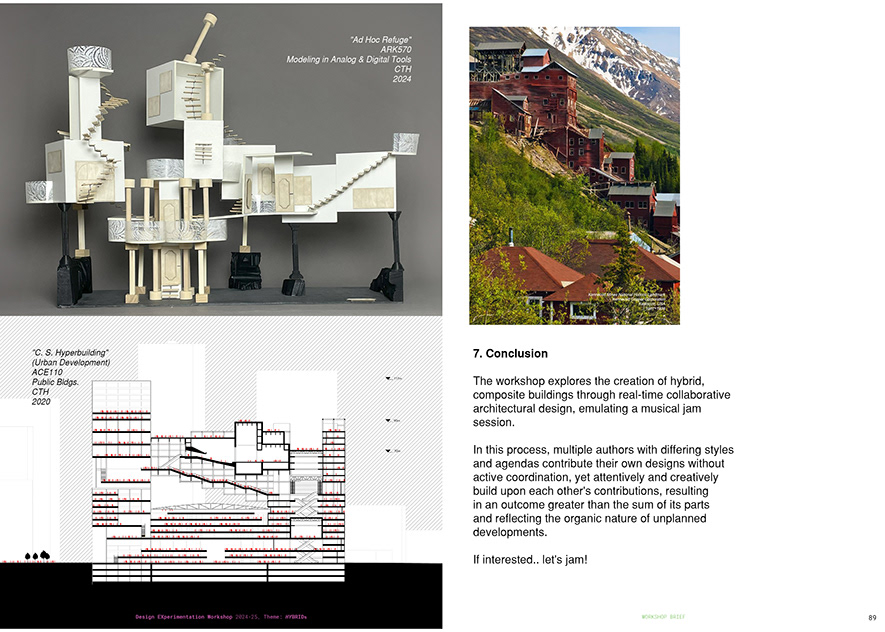 "Ad Hoc Refuge"
ARK570
Modeling in Analog & Digital Tools
CTH
2024
"C. S. Hyperbuilding"
(Urban Development)
ACE110
Public Bldgs.
CTH
2020
7. Conclusion
The workshop explores the creation of hybrid,
composite buildings through real-time collaborative
architectural design, emulating a musical jam
session.
In this process, multiple authors with differing styles
and agendas contribute their own designs without
active coordination, yet attentively and creatively
build upon each other's contributions, resulting
in an outcome greater than the sum of its parts
and reflecting the organic nature of unplanned
developments.
If interested.. let's jam!
Design EXperimentation Workshop 2024-25. Theme: HYBRIDs
WORKSHOP BRIEF
89